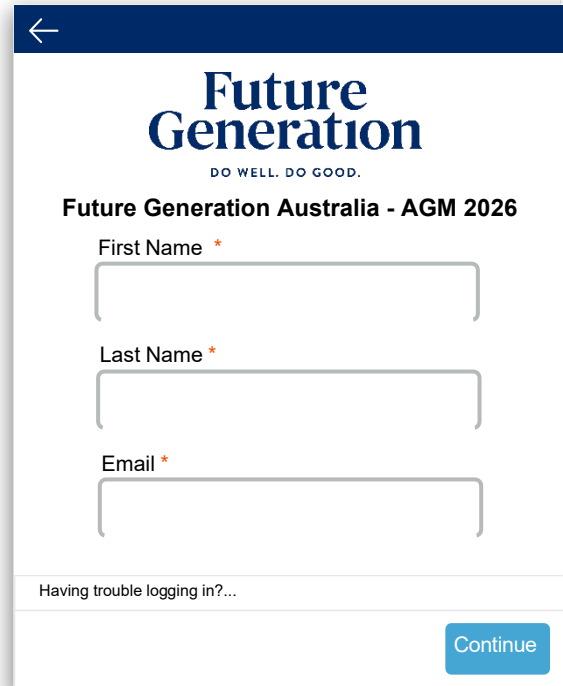 Future
Generation
DO WELL. DO GOOD.
Future Generation Australia - AGM 2026
First Name *
Last Name *
Email *
Having trouble logging in?...
Continue